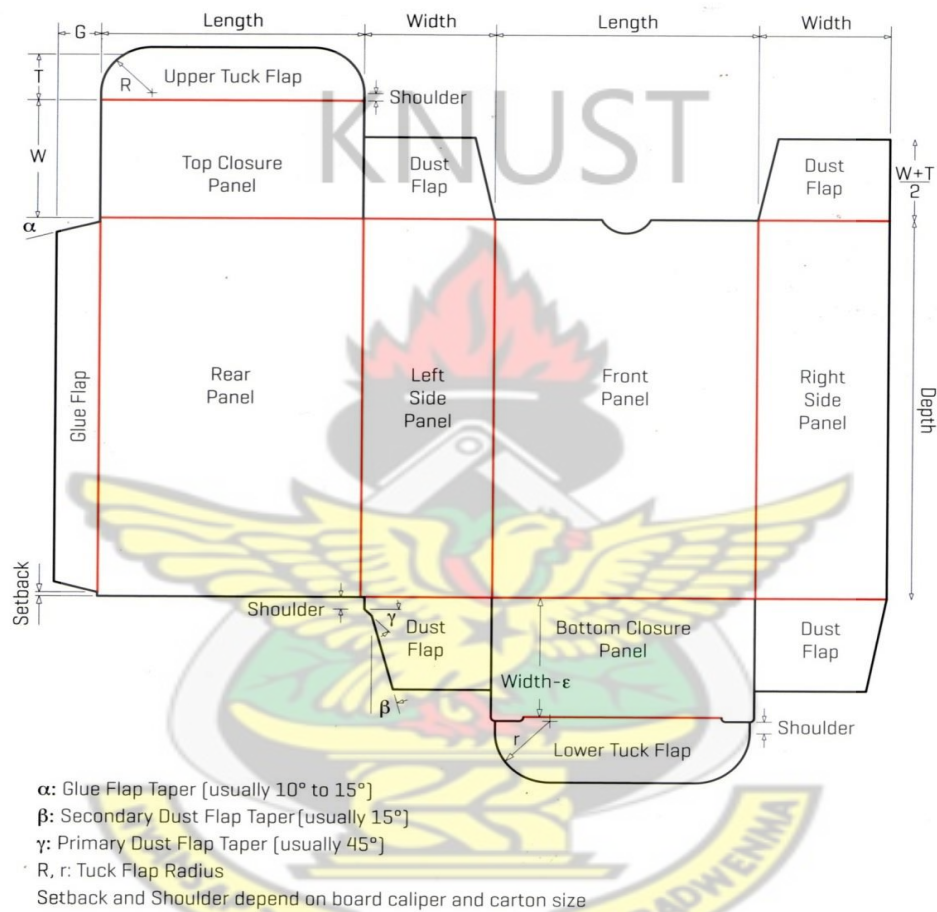 G
Length
Width
Length
Width
T
R
Upper Tuck Flap
Shoulder
KNUST
W
Top Closure
Panel
Dust
Flap
Dust
Flap
W+T
2
α
Glue Flap
Rear
Panel
Left
Side
Panel
Front
Panel
Right
Side
Panel
Depth
Setback
Shoulder
γ
Dust
Flap
Bottom Closure
Panel
Dust
Flap
Width-ε
β
r
Lower Tuck Flap
Shoulder
α: Glue Flap Taper (usually 10° to 15°)
β: Secondary Dust Flap Taper (usually 15°)
γ: Primary Dust Flap Taper (usually 45°)
R, r: Tuck Flap Radius
Setback and Shoulder depend on board caliper and carton size